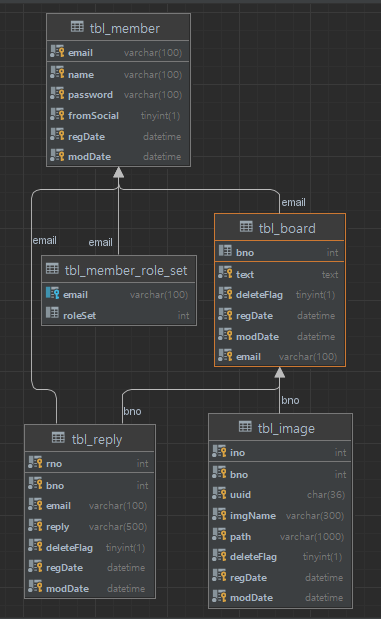 tbl_member
email varchar(100)
name varchar(100)
password varchar(100)
fromSocial tinyint(1)
regDate datetime
modDate datetime
email
email
email
tbl_member_role_set
email varchar(100)
roleSet int
tbl_board
bno int
text text
deleteFlag tinyint(1)
regDate datetime
modDate datetime
email varchar(100)
bno
bno
tbl_reply
rno int
bno int
email varchar(100)
reply varchar(500)
deleteFlag tinyint(1)
regDate datetime
modDate datetime
tbl_image
ino int
bno int
uuid char(36)
imgName varchar(300)
path varchar(1000)
deleteFlag tinyint(1)
regDate datetime
modDate datetime